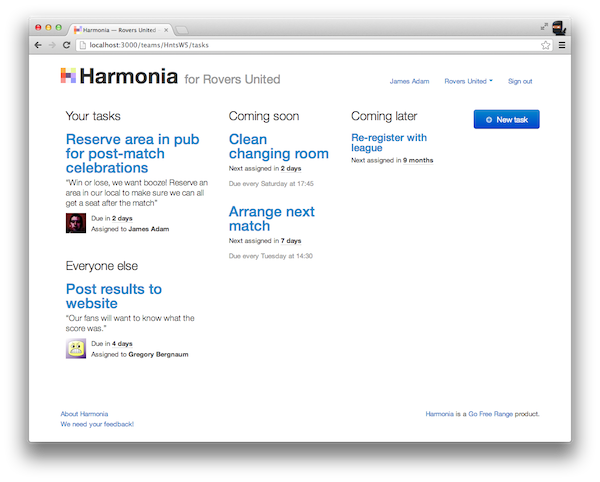 Harmonia — Rovers United
localhost:3000/teams/HntsW5/tasks
Harmonia for Rovers United
James Adam
Rovers United
Sign out
Your tasks
Reserve area in pub
for post-match
celebrations
“Win or lose, we want booze! Reserve an
area in our local to make sure we can all
get a seat after the match”
Due in 2 days
Assigned to James Adam
Everyone else
Post results to
website
“Our fans will want to know what the
score was.”
Due in 4 days
Assigned to Gregory Bergnaum
Coming soon
Clean
changing room
Next assigned in 2 days
Due every Saturday at 17:45
Arrange next
match
Next assigned in 7 days
Due every Tuesday at 14:30
Coming later
Re-register with
league
Next assigned in 9 months
New task
About Harmonia
We need your feedback!
Harmonia is a Go Free Range product.